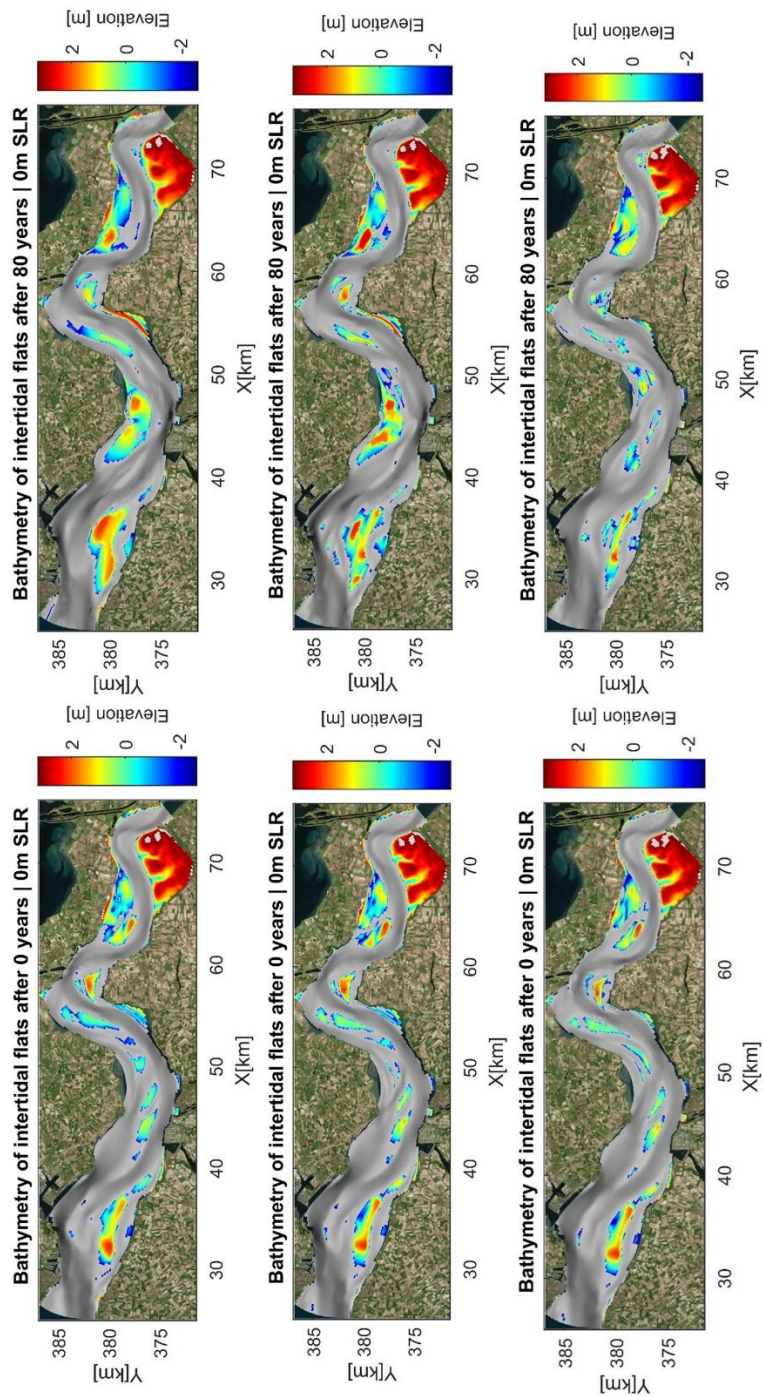 Bathymetry of intertidal flats after 0 years | 0m SLR
Y[km]
385
380
375
30 40 50 60 70
X[km]
2
0
-2
Elevation [m]
Bathymetry of intertidal flats after 80 years | 0m SLR
Y[km]
385
380
375
30 40 50 60 70
X[km]
2
0
-2
Elevation [m]
Bathymetry of intertidal flats after 0 years | 0m SLR
Y[km]
385
380
375
30 40 50 60 70
X[km]
2
0
-2
Elevation [m]
Bathymetry of intertidal flats after 80 years | 0m SLR
Y[km]
385
380
375
30 40 50 60 70
X[km]
2
0
-2
Elevation [m]
Bathymetry of intertidal flats after 0 years | 0m SLR
Y[km]
385
380
375
30 40 50 60 70
X[km]
2
0
-2
Elevation [m]
Bathymetry of intertidal flats after 80 years | 0m SLR
Y[km]
385
380
375
30 40 50 60 70
X[km]
2
0
-2
Elevation [m]